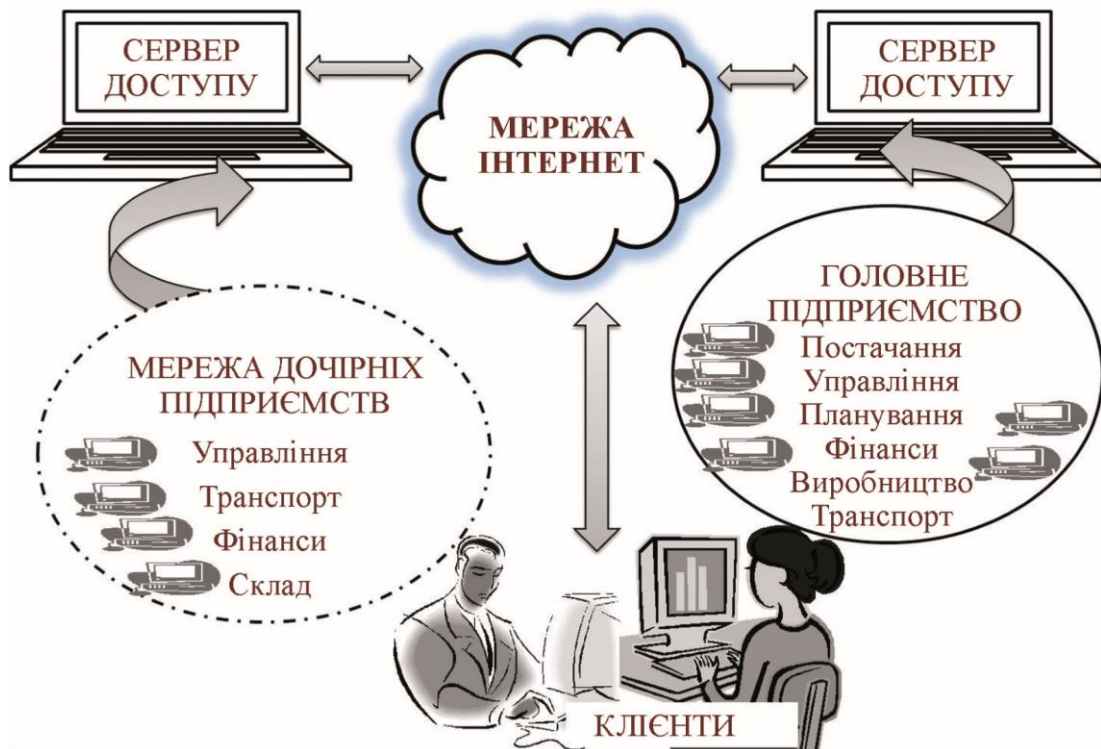 СЕРВЕР
ДОСТУПУ
МЕРЕЖА
ІНТЕРНЕТ
СЕРВЕР
ДОСТУПУ
МЕРЕЖА ДОЧІРНІХ
ПІДПРИЄМСТВ
Управління
Транспорт
Фінанси
Склад
ГОЛОВНЕ
ПІДПРИЄМСТВО
Постачання
Управління
Планування
Фінанси
Виробництво
Транспорт
КЛІЄНТИ